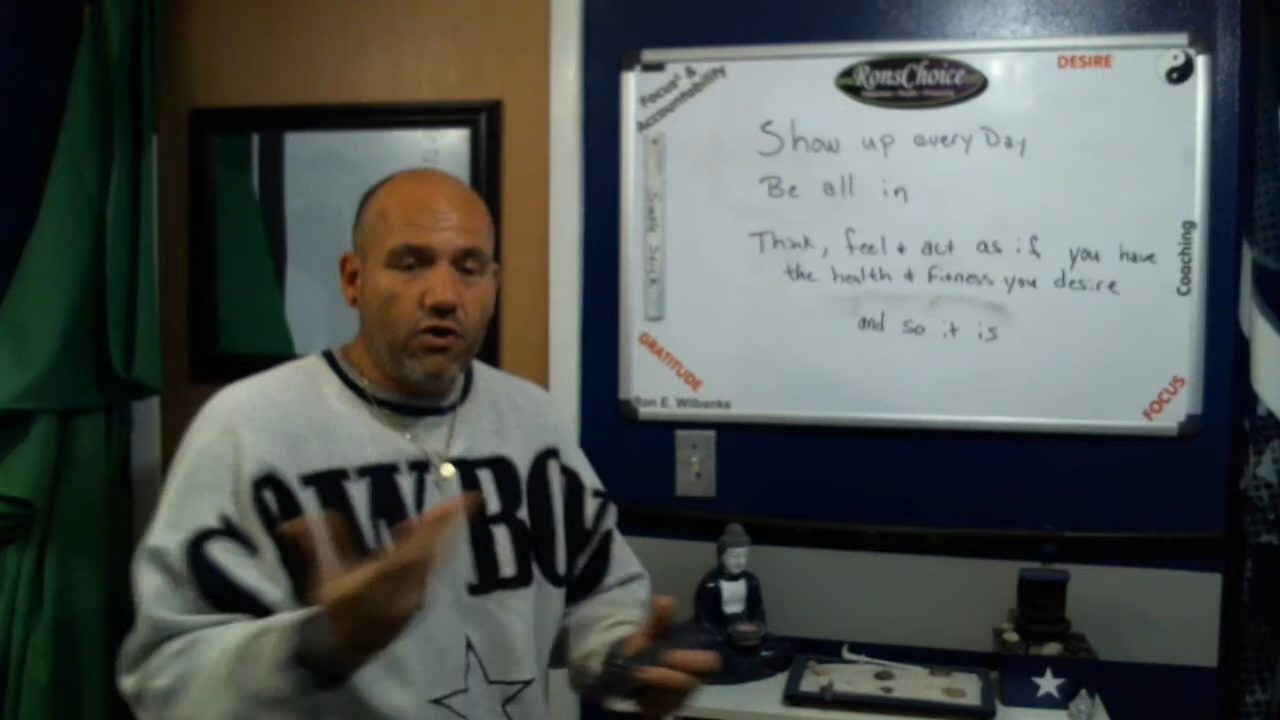 Focus' &
Accountability
RonsChoice
DESIRE
Show up every Day
Be all in
Think, feel + act as if you have
the health + Fitness you desire
and so it is
Coaching
GRATITUDE
FOCUS
Ron E. Wilbanks
COWBOY